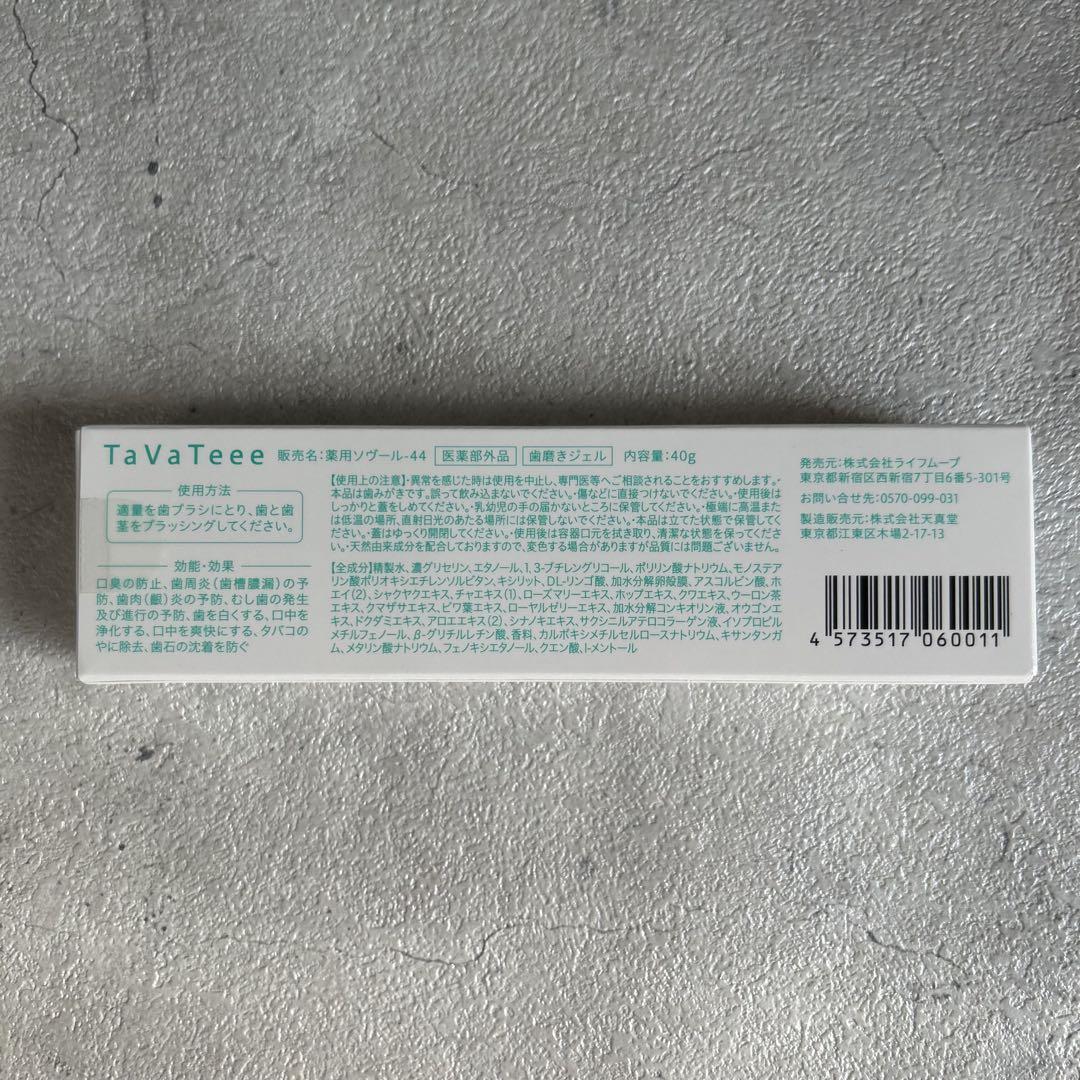 TaVaTeee 販売名:薬用ソヴール-44 医薬部外品 歯磨きジェル 内容量:40g
使用方法
適量を歯ブラシにとり、歯と歯
茎をブラッシングしてください。
効能・効果
口臭の防止、歯周炎(歯槽膿漏)の予
防、歯肉(齦)炎の予防、むし歯の発生
及び進行の予防、歯を白くする、口中を
浄化する、口中を爽快にする、タバコの
やに除去、歯石の沈着を防ぐ
【使用上の注意】・異常を感じた時は使用を中止し、専門医等へご相談されることをおすすめします。・
本品は歯みがきです。誤って飲み込まないでください。・傷などに直接つけないでください。・使用後は
しっかりと蓋をしめてください。・乳幼児の手の届かないところに保管してください。・極端に高温また
は低温の場所、直射日光のあたる場所には保管しないでください。・本品は立てた状態で保管してく
ださい。・蓋はゆっくり開閉してください。・使用後は容器口元を拭き取り、清潔な状態を保ってくださ
い。・天然由来成分を配合しておりますので、変色する場合がありますが品質には問題ございません。
【全成分】精製水、濃グリセリン、エタノール、1,3-ブチレングリコール、ポリリン酸ナトリウム、モノステア
リン酸ポリオキシエチレンソルビタン、キシリット、DL-リンゴ酸、加水分解卵殻膜、アスコルビン酸、ホ
エイ(2)、シャクヤクエキス、チャエキス(1)、ローズマリーエキス、ホップエキス、クワエキス、ウーロン茶
エキス、クマザサエキス、ビワ葉エキス、ローヤルゼリーエキス、加水分解コンキオリン液、オウゴンエ
キス、ドクダミエキス、アロエエキス(2)、シナノキエキス、サクシニルアテロコラーゲン液、イソプロピル
メチルフェノール、β-グリチルレチン酸、香料、カルボキシメチルセルロースナトリウム、キサンタンガ
ム、メタリン酸ナトリウム、フェノキシエタノール、クエン酸、l-メントール
発売元:株式会社ライフムーブ
東京都新宿区西新宿7丁目6番5-301号
お問い合せ先:0570-099-031
製造販売元:株式会社天真堂
東京都江東区木場2-17-13
4 573517 060011